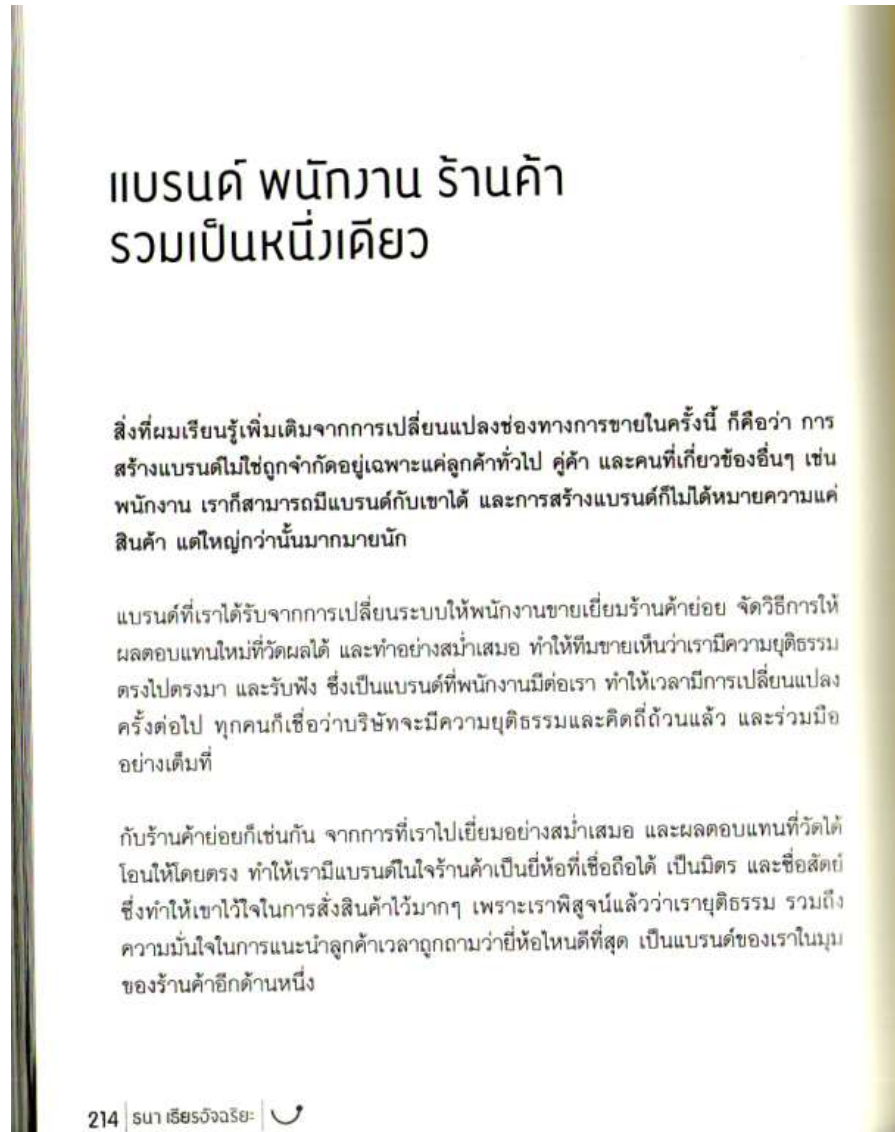 แบรนด์ พนักงาน ร้านค้า
รวมเป็นหนึ่งเดียว
สิ่งที่ผมเรียนรู้เพิ่มเติมจากการเปลี่ยนแปลงช่องทางการขายในครั้งนี้ ก็คือว่า การ
สร้างแบรนด์ไม่ใช่ถูกจำกัดอยู่เฉพาะแค่ลูกค้าทั่วไป คู่ค้า และคนที่เกี่ยวข้องอื่นๆ เช่น
พนักงาน เราก็สามารถมีแบรนด์กับเขาได้ และการสร้างแบรนด์ก็ไม่ได้หมายความแค่
สินค้า แต่ใหญ่กว่านั้นมากมายนัก
แบรนด์ที่เราได้รับจากการเปลี่ยนระบบให้พนักงานขายเยี่ยมร้านค้าย่อย จัดวิธีการให้
ผลตอบแทนใหม่ที่วัดผลได้ และทำอย่างสม่ำเสมอ ทำให้ทีมขายเห็นว่าเรามีความยุติธรรม
ตรงไปตรงมา และรับฟัง ซึ่งเป็นแบรนด์ที่พนักงานมีต่อเรา ทำให้เวลามีการเปลี่ยนแปลง
ครั้งต่อไป ทุกคนก็เชื่อว่าบริษัทจะมีความยุติธรรมและคิดถี่ถ้วนแล้ว และร่วมมือ
อย่างเต็มที่
กับร้านค้าย่อยก็เช่นกัน จากการที่เราไปเยี่ยมอย่างสม่ำเสมอ และผลตอบแทนที่วัดได้
โอนให้โดยตรง ทำให้เรามีแบรนด์ในใจร้านค้าเป็นยี่ห้อที่เชื่อถือได้ เป็นมิตร และซื่อสัตย์
ซึ่งทำให้เขาไว้ใจในการสั่งสินค้าไว้มากๆ เพราะเราพิสูจน์แล้วว่าเรายุติธรรม รวมถึง
ความมั่นใจในการแนะนำลูกค้าเวลาถูกถามว่ายี่ห้อไหนดีที่สุด เป็นแบรนด์ของเราในมุม
ของร้านค้าอีกด้านหนึ่ง
214 ธนา เธียรอัจฉริยะ